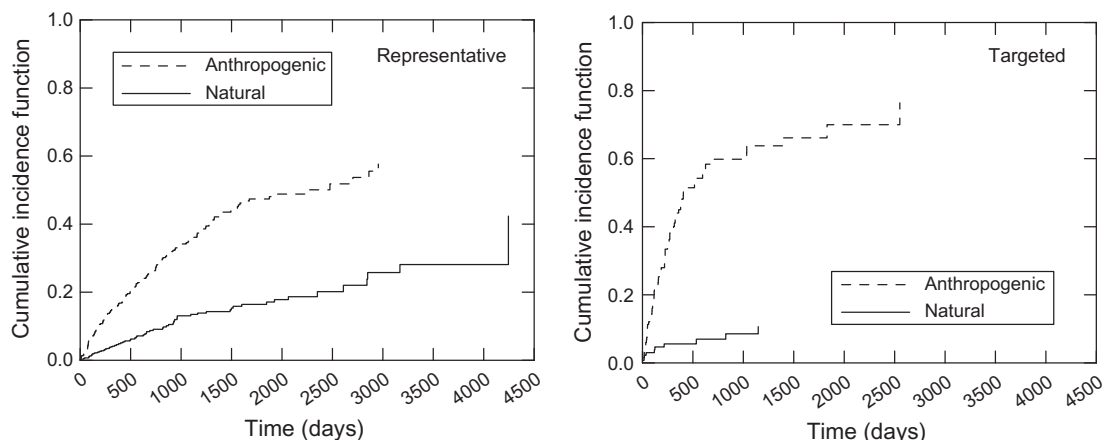 Cumulative incidence function
1.0
0.8
0.6
0.4
0.2
0.0
Representative
Anthropogenic
Natural
0 500 1000 1500 2000 2500 3000 3500 4000 4500
Time (days)
Cumulative incidence function
1.0
0.8
0.6
0.4
0.2
0.0
Targeted
Anthropogenic
Natural
0 500 1000 1500 2000 2500 3000 3500 4000 4500
Time (days)